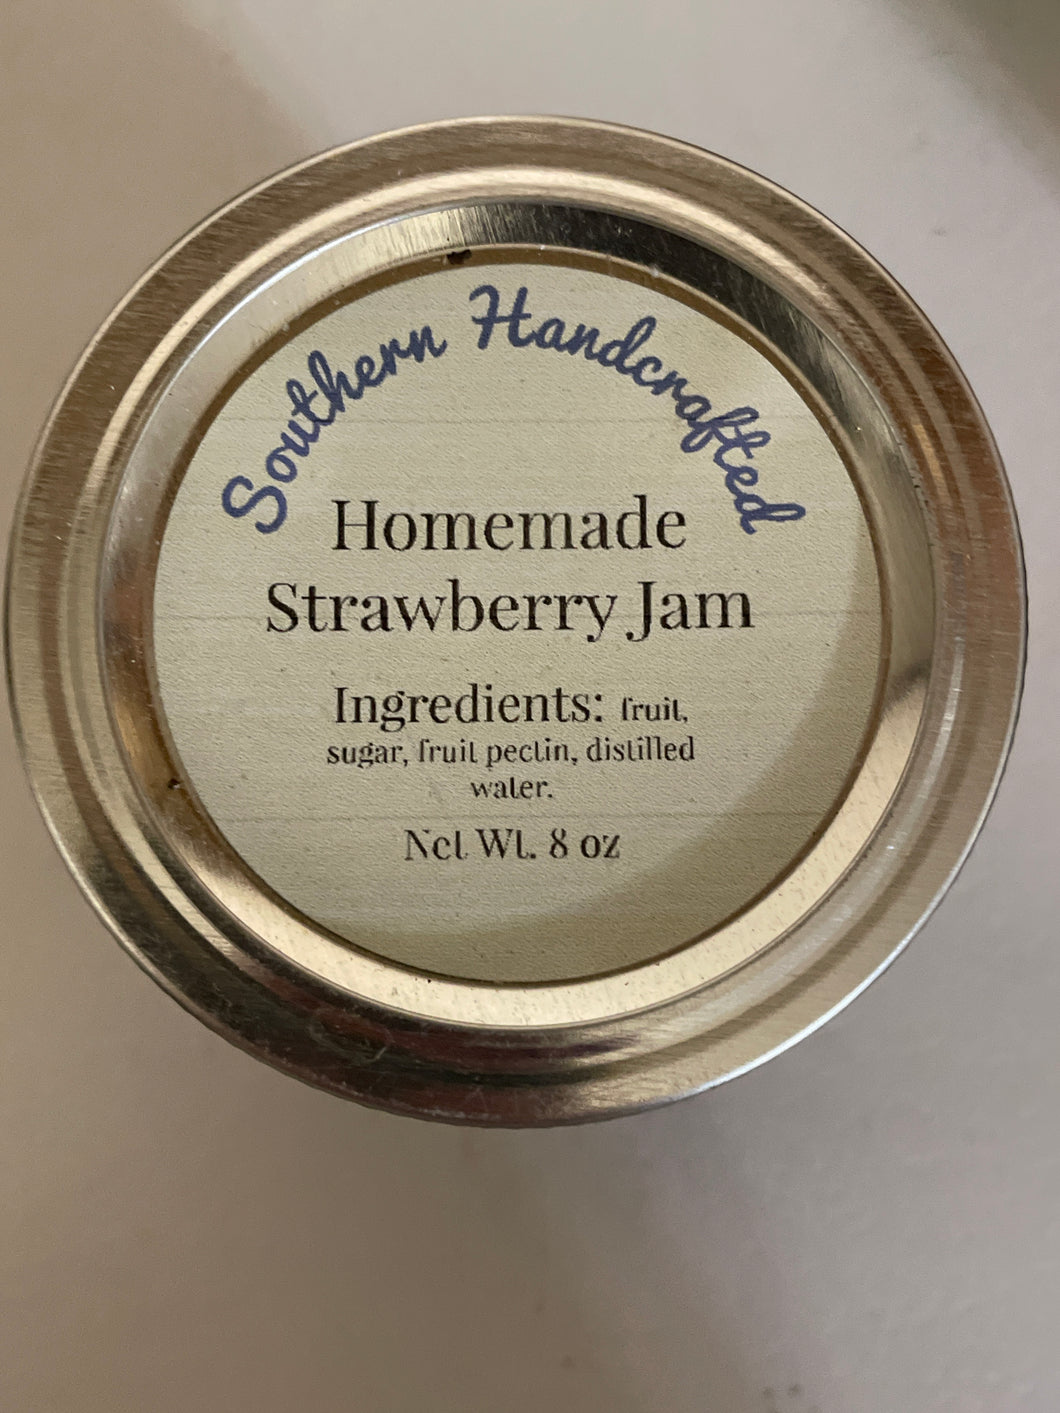 Southern Handcrafted
Homemade
Strawberry Jam
Ingredients: fruit,
sugar, fruit pectin, distilled
water.
Net Wt. 8 oz